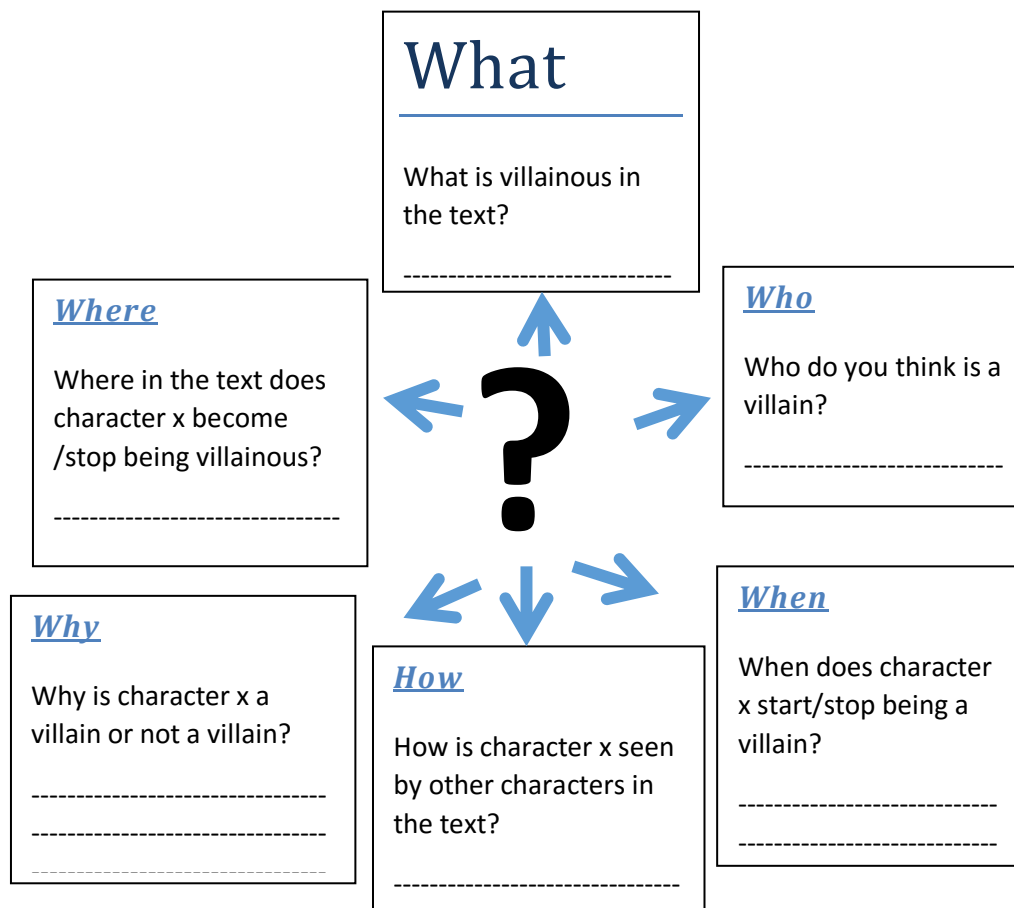 What
What is villainous in
the text?
------------------------------
Where
Where in the text does
character x become
/stop being villainous?
--------------------------------
?
Who
Who do you think is a
villain?
-----------------------------
Why
Why is character x a
villain or not a villain?
---------------------------------
---------------------------------
---------------------------------
How
How is character x seen
by other characters in
the text?
--------------------------------
When
When does character
x start/stop being a
villain?
-----------------------------
-----------------------------